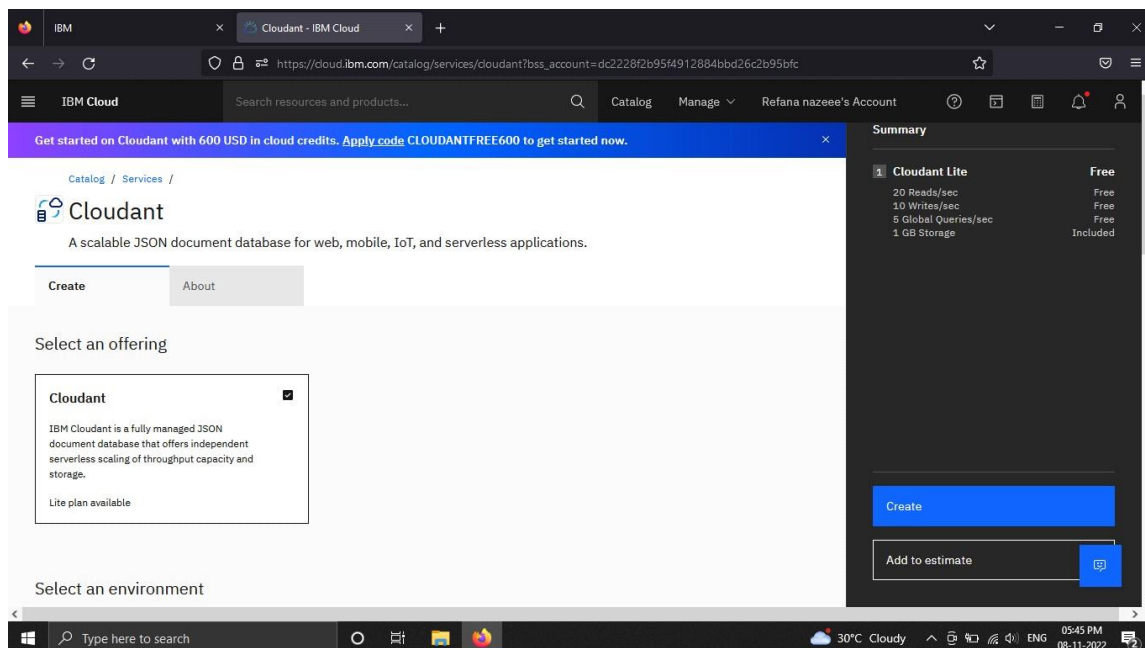 IBM
Cloudant - IBM Cloud
https://cloud.ibm.com/catalog/services/cloudant?bss_account=dc2228f2b95f4912884bbd26c2b95bfc
IBM Cloud
Search resources and products...
Catalog
Manage
Refana nazeee's Account
Get started on Cloudant with 600 USD in cloud credits. Apply code CLOUDANTFREE600 to get started now.
Catalog / Services /
Cloudant
A scalable JSON document database for web, mobile, IoT, and serverless applications.
Create
About
Select an offering
Cloudant
IBM Cloudant is a fully managed JSON
document database that offers independent
serverless scaling of throughput capacity and
storage.
Lite plan available
Select an environment
Summary
1 Cloudant Lite Free
20 Reads/sec Free
10 Writes/sec Free
5 Global Queries/sec Free
1 GB Storage Included
Create
Add to estimate
Type here to search
30°C Cloudy
ENG
05:45 PM
08-11-2022
2